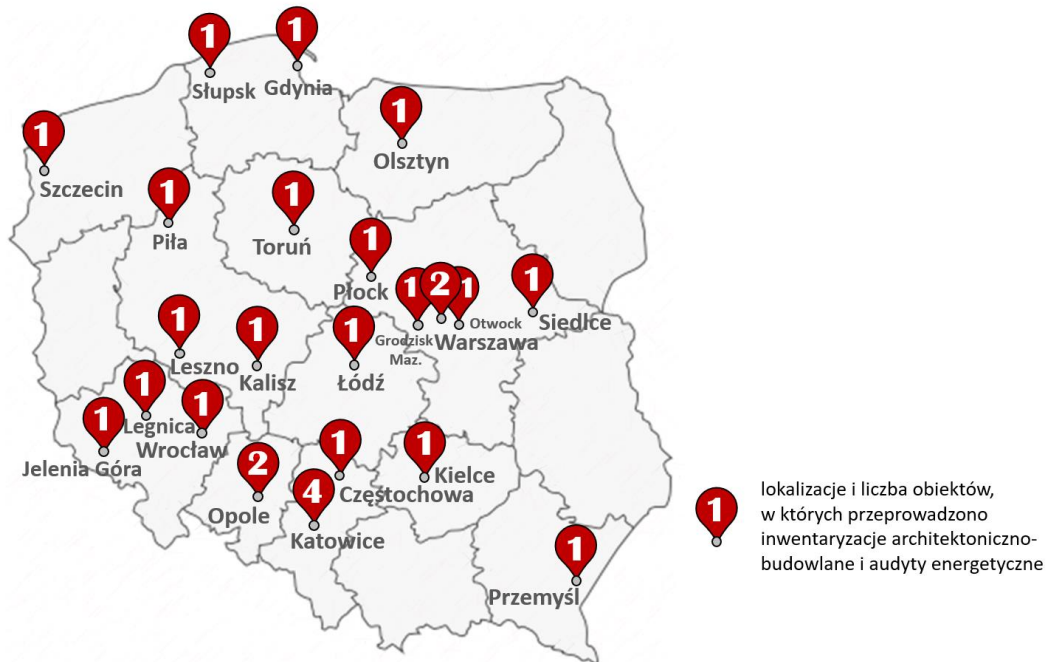 1
1
Słupsk
Gdynia
1
Olsztyn
1
Szczecin
1
Piła
1
Toruń
1
Płock
1
2
1
1
Grodzisk
Maz.
Otwock
Warszawa
Siedlce
1
Leszno
1
Kalisz
1
Łódź
1
Legnica
1
Wrocław
1
Jelenia Góra
2
Opole
1
Częstochowa
1
Kielce
4
Katowice
1
Przemyśl
1
lokalizacje i liczba obiektów,
w których przeprowadzono
inwentaryzacje architektoniczno-
budowlane i audyty energetyczne